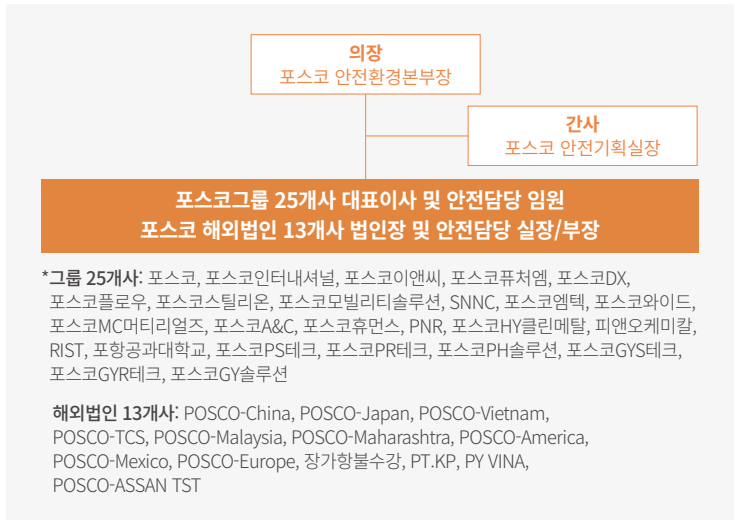 의장
포스코 안전환경본부장
간사
포스코 안전기획실장
포스코그룹 25개사 대표이사 및 안전담당 임원
포스코 해외법인 13개사 법인장 및 안전담당 실장/부장
*그룹 25개사: 포스코, 포스코인터내셔널, 포스코이앤씨, 포스코퓨처엠, 포스코DX,
포스코플로우, 포스코스틸리온, 포스코모빌리티솔루션, SNNC, 포스코엠텍, 포스코와이드,
포스코MC머티리얼즈, 포스코A&C, 포스코휴먼스, PNR, 포스코HY클린메탈, 피앤오케미칼,
RIST, 포항공과대학교, 포스코PS테크, 포스코PR테크, 포스코PH솔루션, 포스코GYS테크,
포스코GYR테크, 포스코GY솔루션
해외법인 13개사: POSCO-China, POSCO-Japan, POSCO-Vietnam,
POSCO-TCS, POSCO-Malaysia, POSCO-Maharashtra, POSCO-America,
POSCO-Mexico, POSCO-Europe, 장가항불수강, PT.KP, PY VINA,
POSCO-ASSAN TST